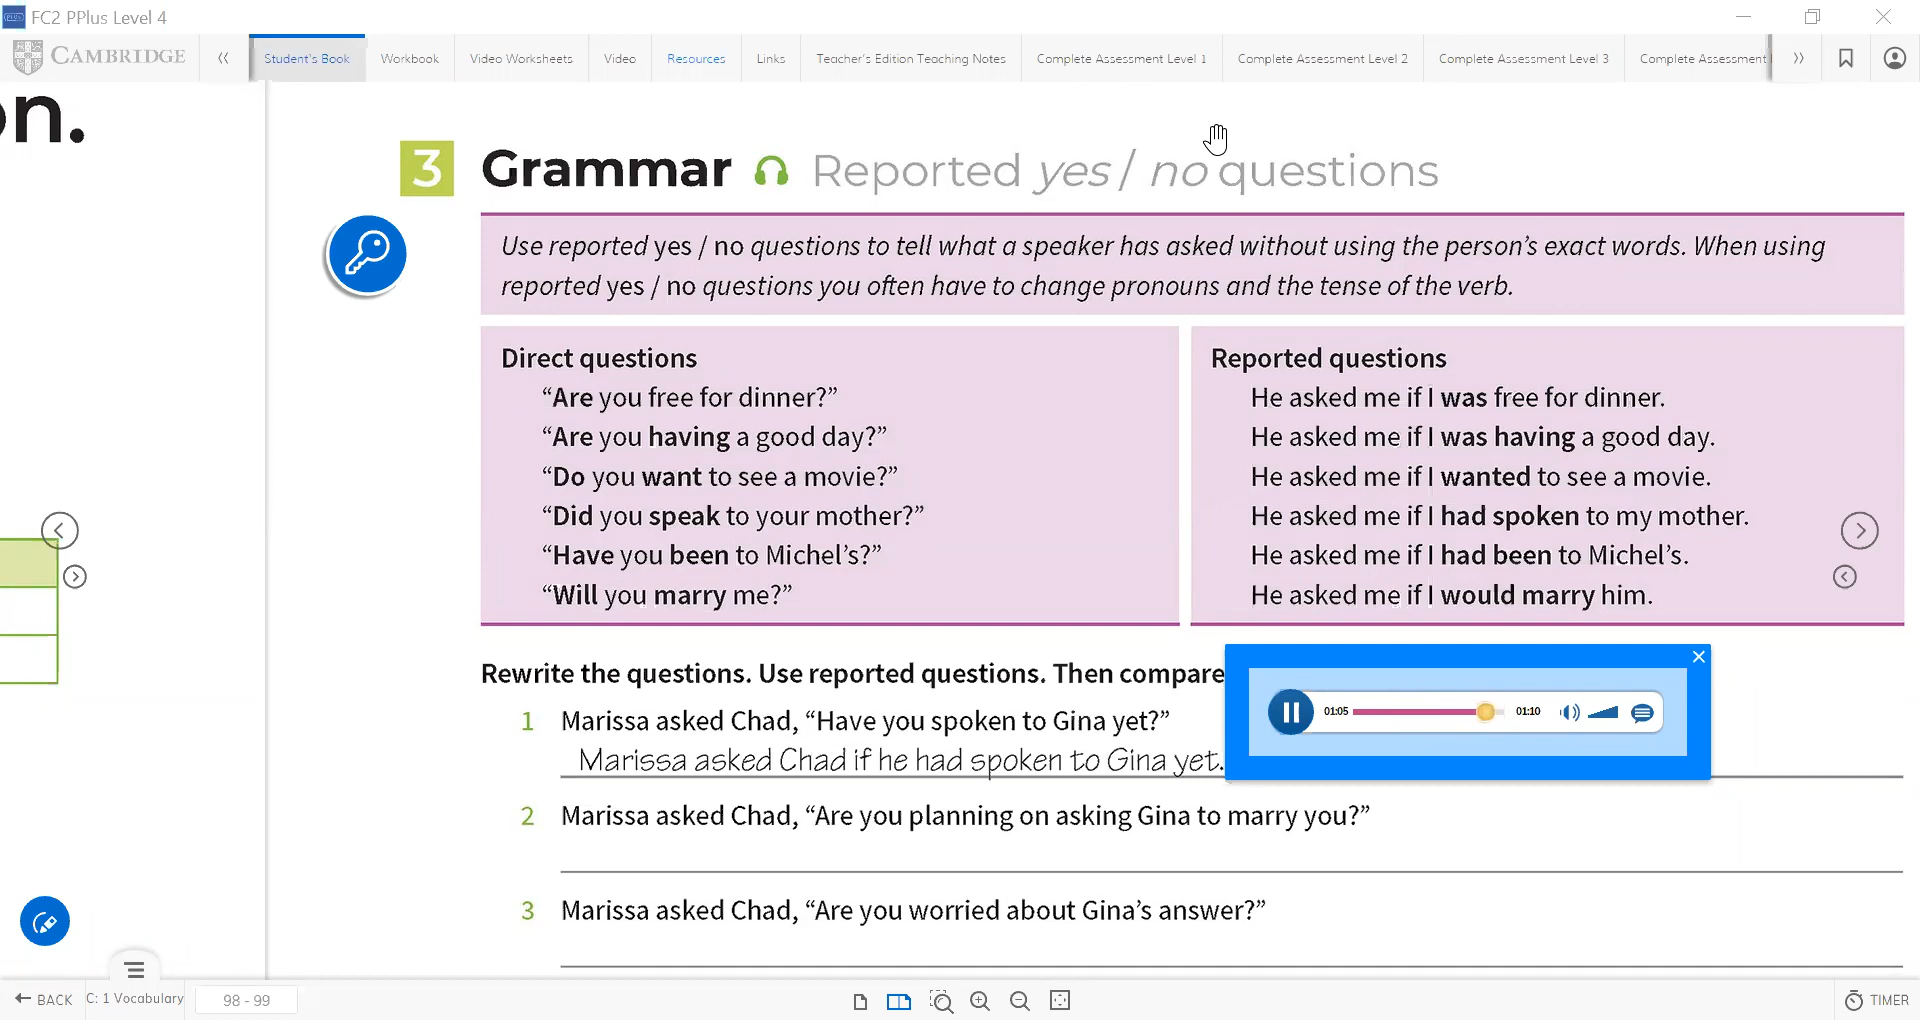 PLUS FC2 PPlus Level 4
CAMBRIDGE
Student's Book
Workbook
Video Worksheets
Video
Resources
Links
Teacher's Edition Teaching Notes
Complete Assessment Level 1
Complete Assessment Level 2
Complete Assessment Level 3
Complete Assessment
on.
3 Grammar Reported yes / no questions
Use reported yes / no questions to tell what a speaker has asked without using the person's exact words. When using
reported yes / no questions you often have to change pronouns and the tense of the verb.
Direct questions
“Are you free for dinner?”
“Are you having a good day?”
“Do you want to see a movie?”
“Did you speak to your mother?”
“Have you been to Michel's?”
“Will you marry me?”
Reported questions
He asked me if I was free for dinner.
He asked me if I was having a good day.
He asked me if I wanted to see a movie.
He asked me if I had spoken to my mother.
He asked me if I had been to Michel's.
He asked me if I would marry him.
Rewrite the questions. Use reported questions. Then compare
01:05
01:10
1 Marissa asked Chad, “Have you spoken to Gina yet?”
Marissa asked Chad if he had spoken to Gina yet.
2 Marissa asked Chad, “Are you planning on asking Gina to marry you?”
3 Marissa asked Chad, “Are you worried about Gina's answer?”
BACK
C: 1 Vocabulary
98 - 99
TIMER